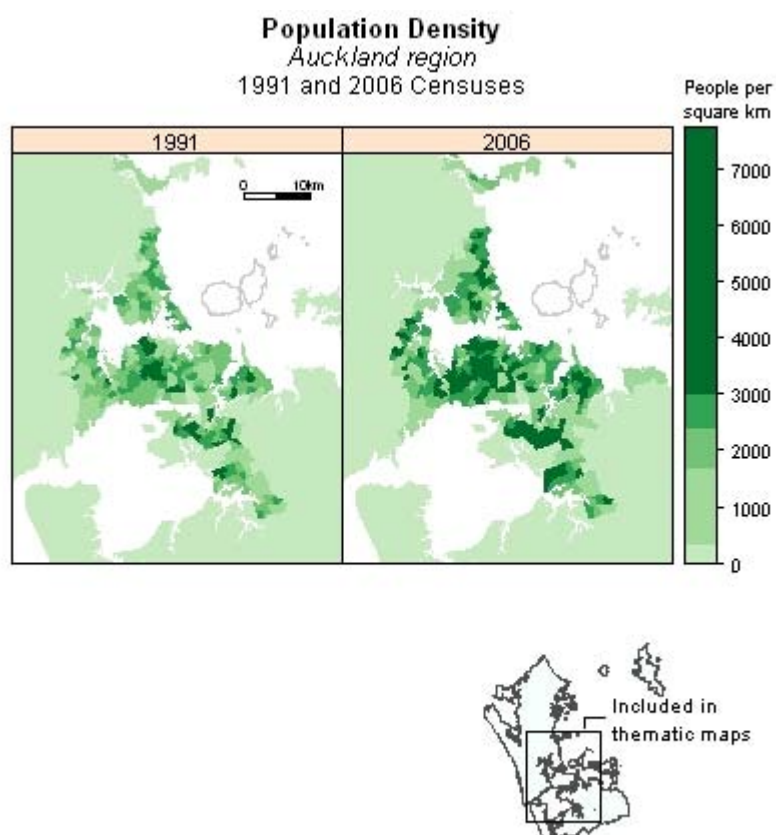 Population Density
Auckland region
1991 and 2006 Censuses
People per
square km
1991
2006
0 10km
7000
6000
5000
4000
3000
2000
1000
0
Included in
thematic maps